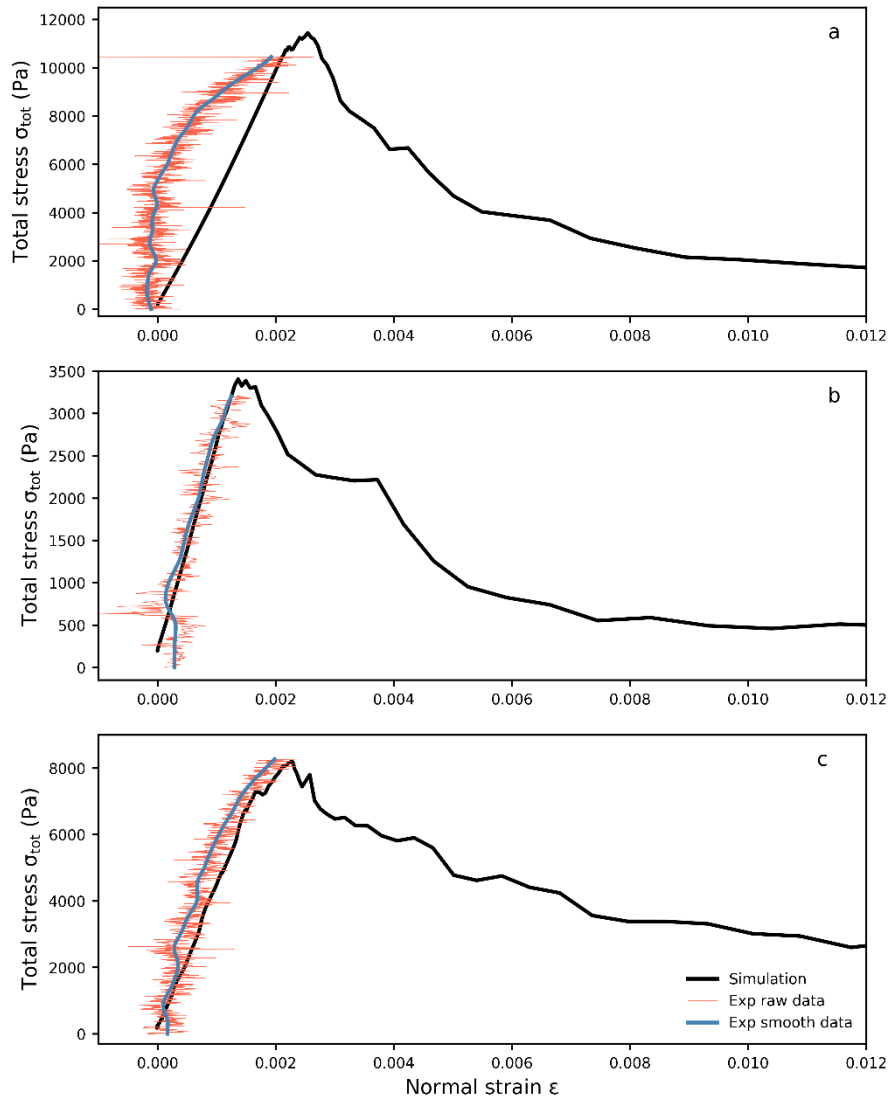 a
Total stress σtot (Pa)
12000
10000
8000
6000
4000
2000
0
0.000 0.002 0.004 0.006 0.008 0.010 0.012
b
Total stress σtot (Pa)
3500
3000
2500
2000
1500
1000
500
0
0.000 0.002 0.004 0.006 0.008 0.010 0.012
c
Total stress σtot (Pa)
8000
6000
4000
2000
0
Simulation
Exp raw data
Exp smooth data
0.000 0.002 0.004 0.006 0.008 0.010 0.012
Normal strain ε